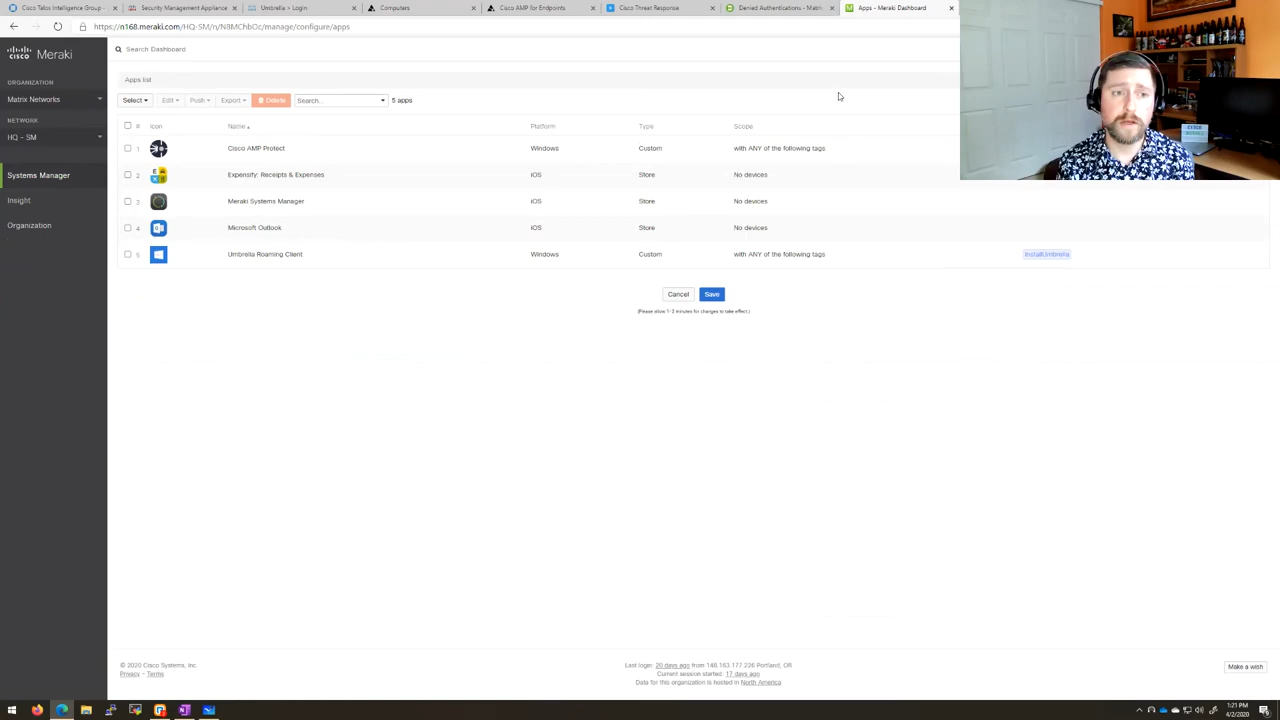 Cisco Talos Intelligence Group -
Security Management Appliance
Umbrella > Login
Computers
Cisco AMP for Endpoints
Cisco Threat Response
Denied Authentications - Matrix
Apps - Meraki Dashboard
https://n168.meraki.com/HQ-SM/n/N8MChbOc/manage/configure/apps
cisco Meraki
Search Dashboard
ORGANIZATION
Matrix Networks
NETWORK
HQ - SM
Systems Manager
Insight
Organization
Apps list
Select Edit Push Export Delete Search... 5 apps
# Icon Name Platform Type Scope
1 Cisco AMP Protect Windows Custom with ANY of the following tags
2 Expensify: Receipts & Expenses iOS Store No devices
3 Meraki Systems Manager iOS Store No devices
4 Microsoft Outlook iOS Store No devices
5 Umbrella Roaming Client Windows Custom with ANY of the following tags InstallUmbrella
Cancel Save
(Please allow 1-2 minutes for changes to take effect.)
© 2020 Cisco Systems, Inc.
Privacy - Terms
Last login: 20 days ago from 148.163.177.226 Portland, OR
Current session started: 17 days ago
Data for this organization is hosted in North America
Make a wish
1:21 PM
4/2/2020